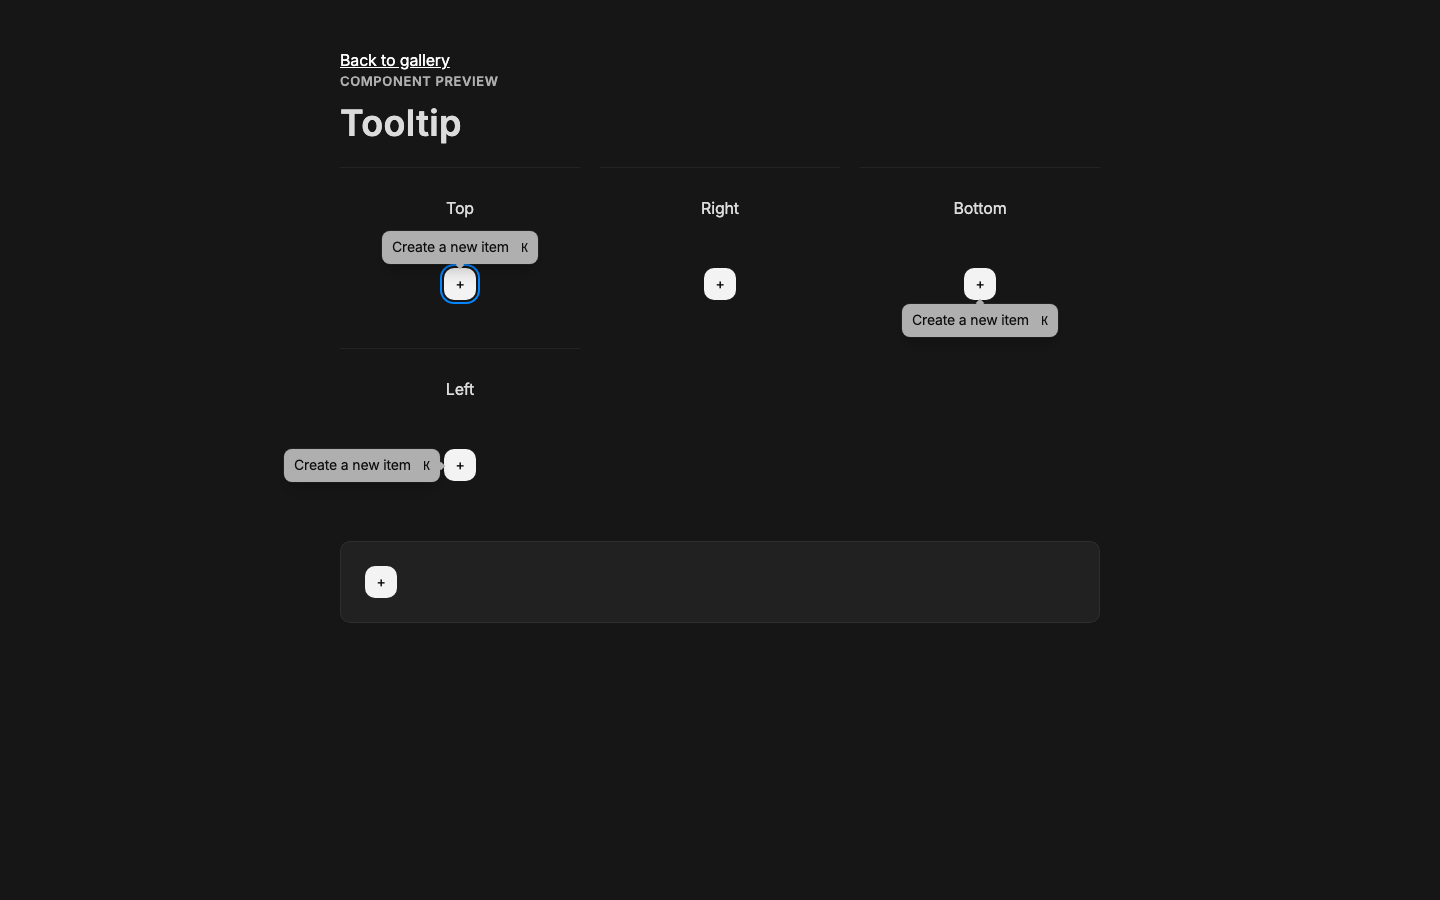 Back to gallery
COMPONENT PREVIEW
Tooltip
Top
Right
Bottom
Create a new item K
+
+
+
Create a new item K
Left
Create a new item K
+
+